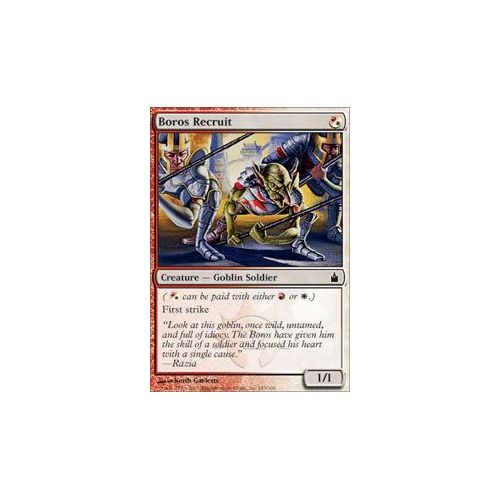 Boros Recruit
Creature — Goblin Soldier
( can be paid with either or .)
First strike
“Look at this goblin, once wild, untamed,
and full of idiocy. The Boros have given him
the skill of a soldier and focused his heart
with a single cause.”
—Razia
1/1